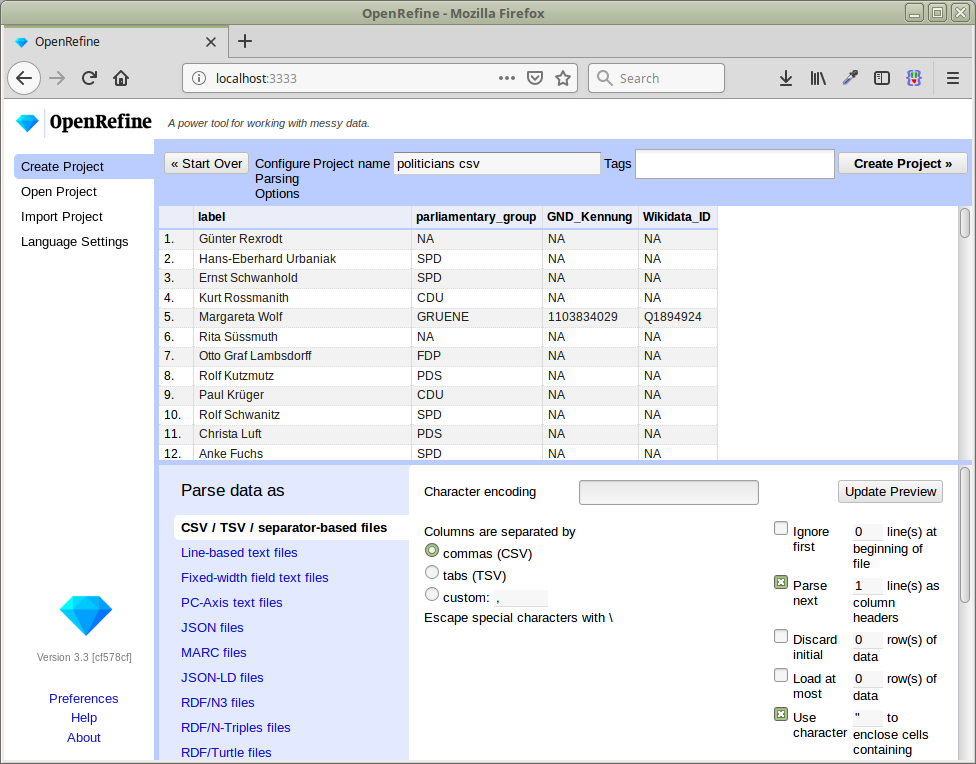 OpenRefine - Mozilla Firefox
OpenRefine
localhost:3333
Search
OpenRefine A power tool for working with messy data.
Create Project
Open Project
Import Project
Language Settings
« Start Over Configure Parsing Options Project name politicians csv Tags Create Project »
label parliamentary_group GND_Kennung Wikidata_ID
1. Günter Rexrodt NA NA NA
2. Hans-Eberhard Urbaniak SPD NA NA
3. Ernst Schwanhold SPD NA NA
4. Kurt Rossmanith CDU NA NA
5. Margareta Wolf GRUENE 1103834029 Q1894924
6. Rita Süssmuth NA NA NA
7. Otto Graf Lambsdorff FDP NA NA
8. Rolf Kutzmutz PDS NA NA
9. Paul Krüger CDU NA NA
10. Rolf Schwanitz SPD NA NA
11. Christa Luft PDS NA NA
12. Anke Fuchs SPD NA NA
Parse data as
CSV / TSV / separator-based files
Line-based text files
Fixed-width field text files
PC-Axis text files
JSON files
MARC files
JSON-LD files
RDF/N3 files
RDF/N-Triples files
RDF/Turtle files
Character encoding
Update Preview
Columns are separated by
commas (CSV)
tabs (TSV)
custom: ,
Escape special characters with \
Ignore first 0 line(s) at beginning of file
Parse next 1 line(s) as column headers
Discard initial 0 row(s) of data
Load at most 0 row(s) of data
Use character " to enclose cells containing
Version 3.3 [cf578cf]
Preferences
Help
About